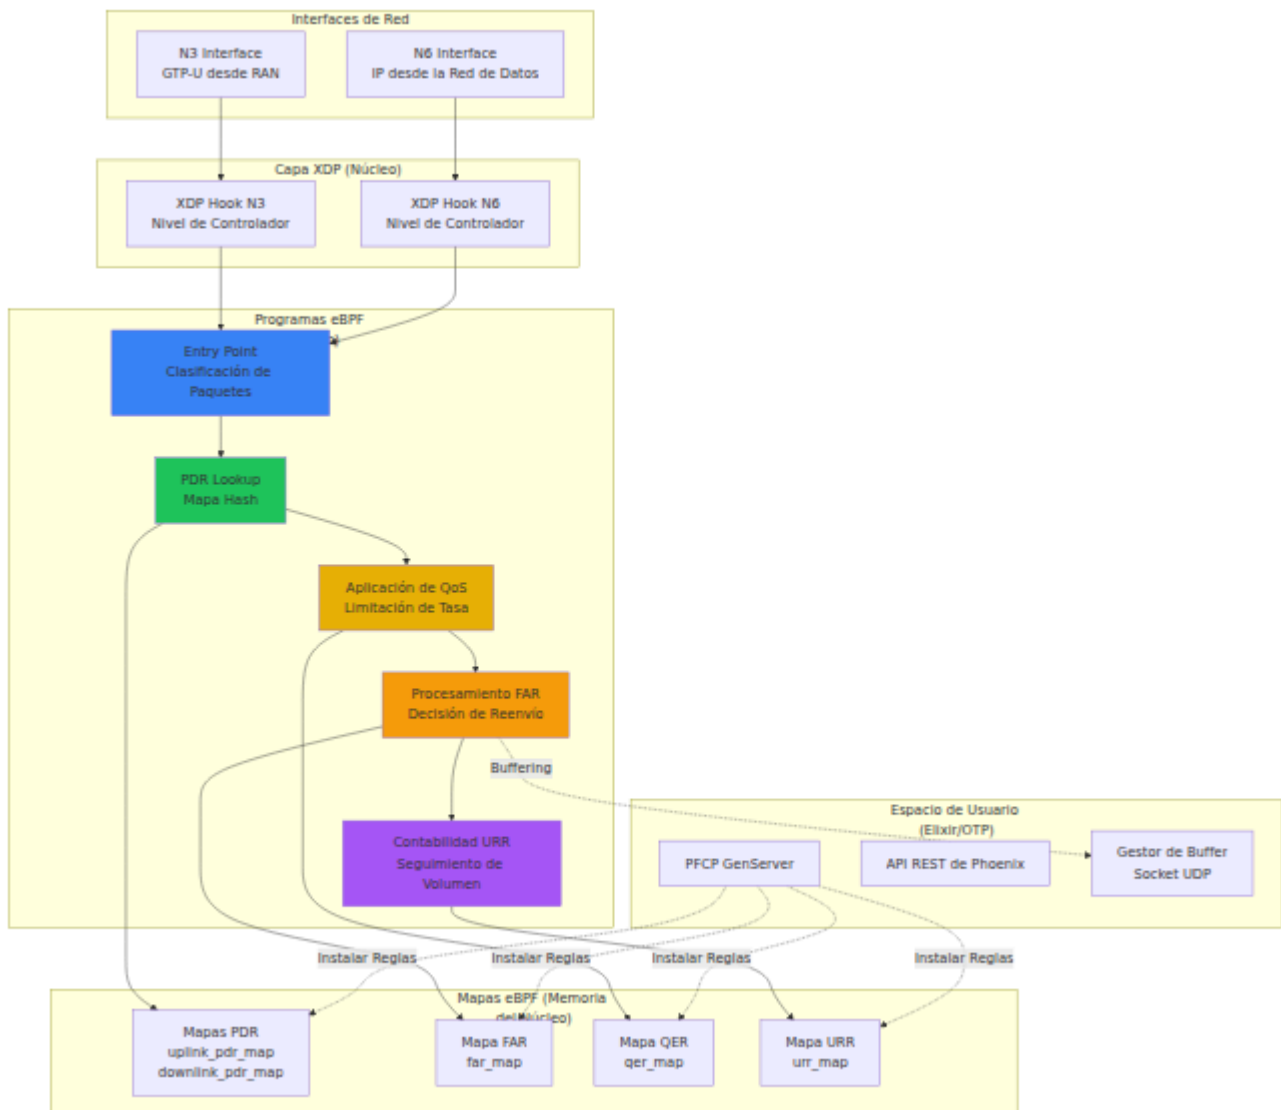 Interfaces de Red
N3 Interface
GTP-U desde RAN
N6 Interface
IP desde la Red de Datos
Capa XDP (Núcleo)
XDP Hook N3
Nivel de Controlador
XDP Hook N6
Nivel de Controlador
Programas eBPF
Entry Point
Clasificación de
Paquetes
PDR Lookup
Mapa Hash
Aplicación de QoS
Limitación de Tasa
Procesamiento FAR
Decisión de Reenvío
Buffering
Contabilidad URR
Seguimiento de
Volumen
Espacio de Usuario
(Elixir/OTP)
PFCP GenServer
API REST de Phoenix
Gestor de Buffer
Socket UDP
Instalar Reglas
Instalar Reglas
Instalar Reglas
Instalar Reglas
Mapas eBPF (Memoria
del Núcleo)
Mapas PDR
uplink_pdr_map
downlink_pdr_map
Mapa FAR
far_map
Mapa QER
qer_map
Mapa URR
urr_map